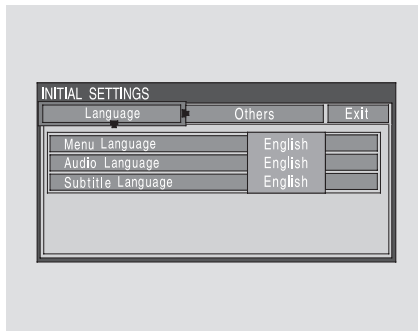 INITIAL SETTINGS
Language Others Exit
Menu Language English
Audio Language English
Subtitle Language English